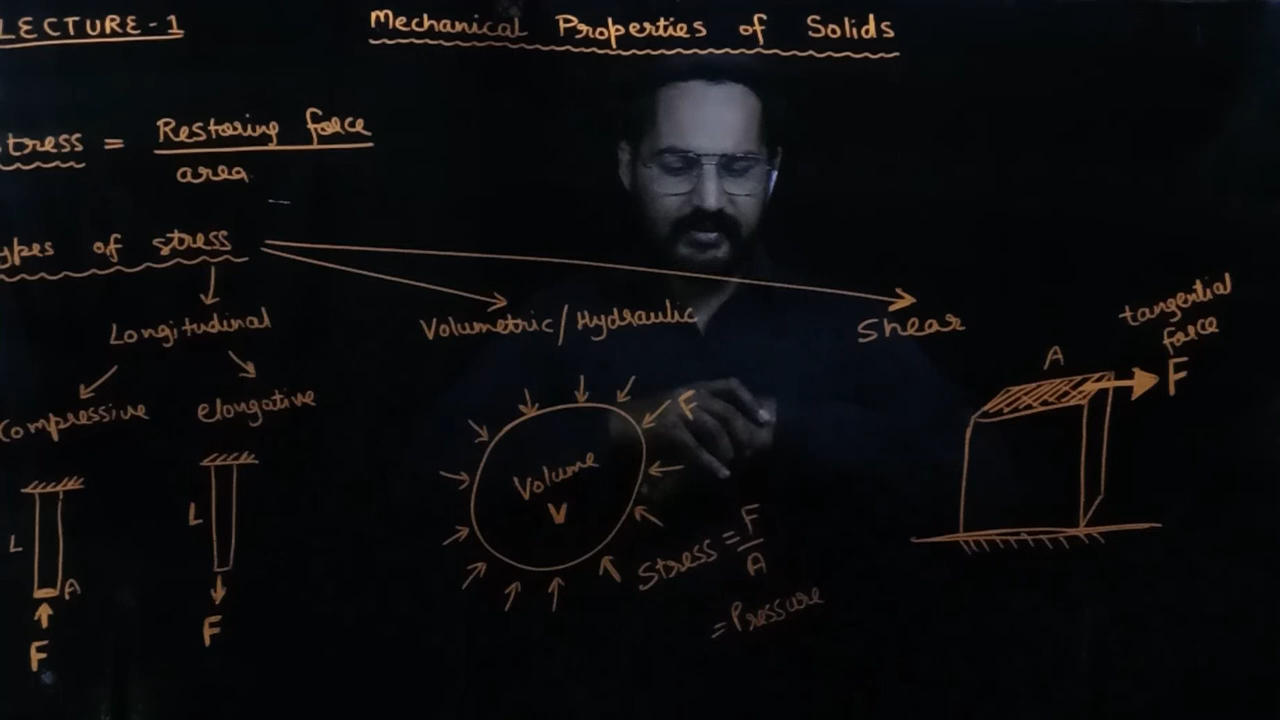 LECTURE-1
Mechanical Properties of Solids
tress = Restoring force
area
ypes of stress
Longitudinal
Compressive
elongative
L
A
F
L
F
Volumetric/Hydraulic
F
Volume
V
Stress = F
A
= Pressure
Shear
tangential
force
F
A